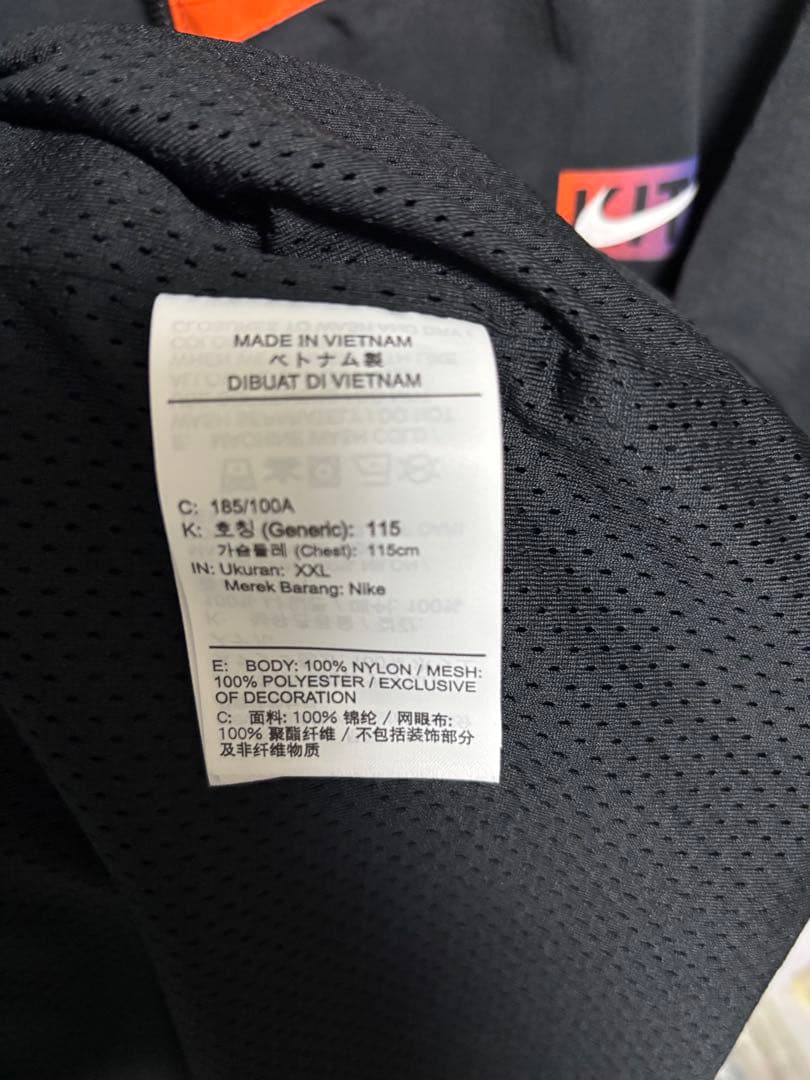 KIT
MADE IN VIETNAM
ベトナム製
DIBUAT DI VIETNAM
C: 185/100A
K: 호칭 (Generic): 115
가슴둘레 (Chest): 115cm
IN: Ukuran: XXL
Merek Barang: Nike
E: BODY: 100% NYLON / MESH:
100% POLYESTER / EXCLUSIVE
OF DECORATION
C: 面料: 100% 锦纶 / 网眼布:
100% 聚酯纤维 / 不包括装饰部分
及非纤维物质